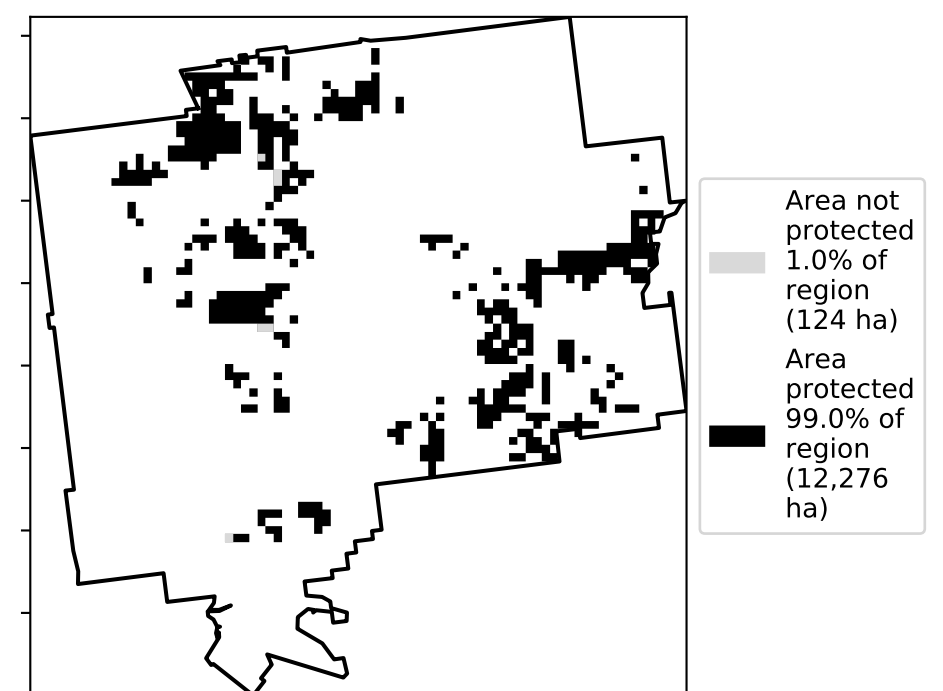 Area not
protected
1.0% of
region
(124 ha)
Area
protected
99.0% of
region
(12,276
ha)